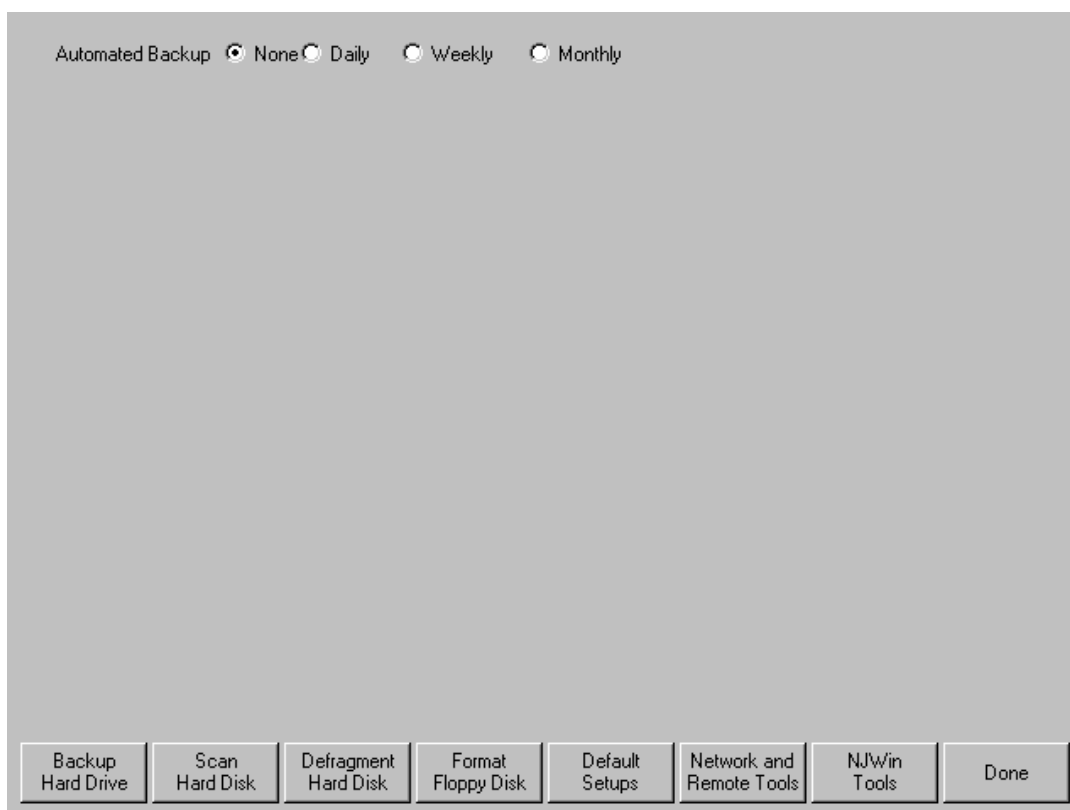 Automated Backup None Daily Weekly Monthly
Backup Hard Drive
Scan Hard Disk
Defragment Hard Disk
Format Floppy Disk
Default Setups
Network and Remote Tools
NJWin Tools
Done